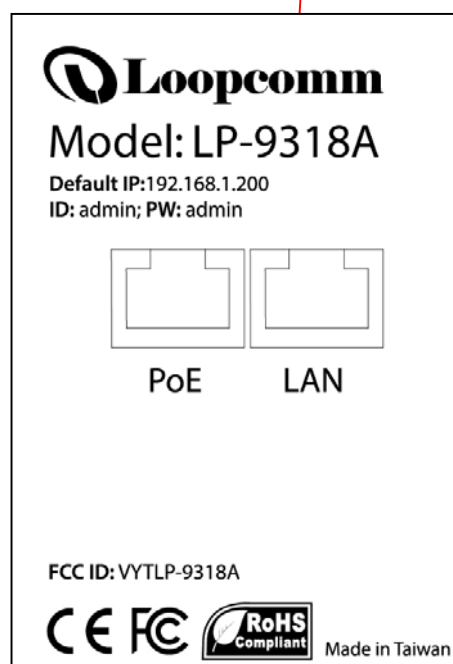 Loopcomm
Model: LP-9318A
Default IP:192.168.1.200
ID: admin; PW: admin
PoE LAN
FCC ID: VYTLP-9318A
CE FC RoHS Compliant Made in Taiwan